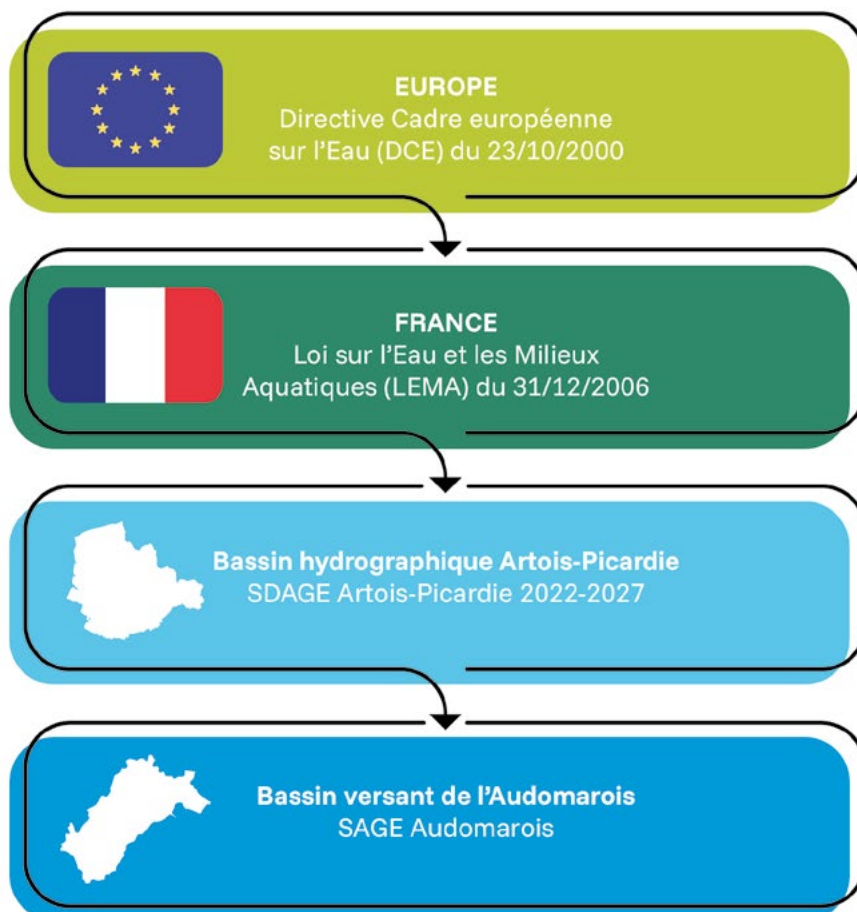 EUROPE
Directive Cadre européenne
sur l'Eau (DCE) du 23/10/2000
FRANCE
Loi sur l'Eau et les Milieux
Aquatiques (LEMA) du 31/12/2006
Bassin hydrographique Artois-Picardie
SDAGE Artois-Picardie 2022-2027
Bassin versant de l'Audomarois
SAGE Audomarois